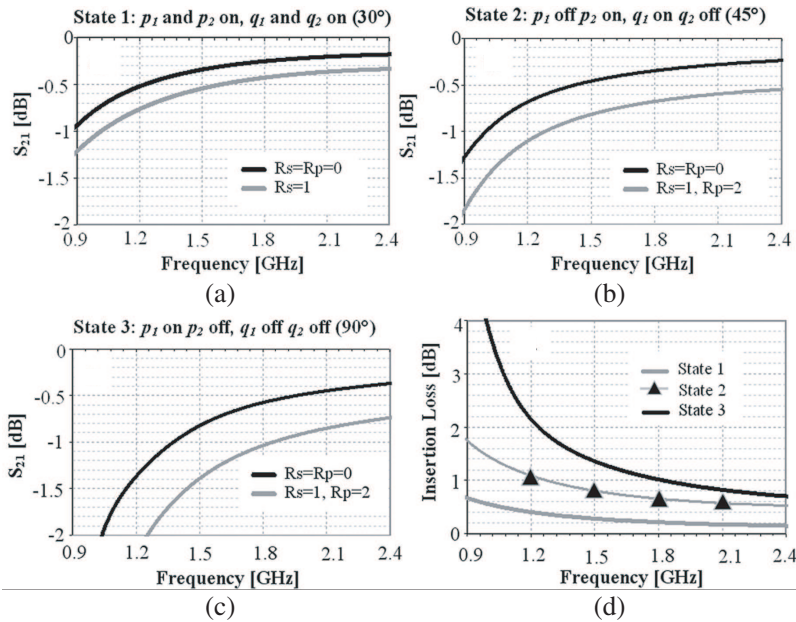 State 1: p1 and p2 on, q1 and q2 on (30°)
0
-0.5
-1
-1.5
-2
S21 [dB]
Rs=Rp=0
Rs=1
0.9 1.2 1.5 1.8 2.1 2.4
Frequency [GHz]
(a)
State 2: p1 off p2 on, q1 on q2 off (45°)
0
-0.5
-1
-1.5
-2
S21 [dB]
Rs=Rp=0
Rs=1, Rp=2
0.9 1.2 1.5 1.8 2.1 2.4
Frequency [GHz]
(b)
State 3: p1 on p2 off, q1 off q2 off (90°)
0
-0.5
-1
-1.5
-2
S21 [dB]
Rs=Rp=0
Rs=1, Rp=2
0.9 1.2 1.5 1.8 2.1 2.4
Frequency [GHz]
(c)
4
3
2
1
0
Insertion Loss [dB]
State 1
State 2
State 3
0.9 1.2 1.5 1.8 2.1 2.4
Frequency [GHz]
(d)